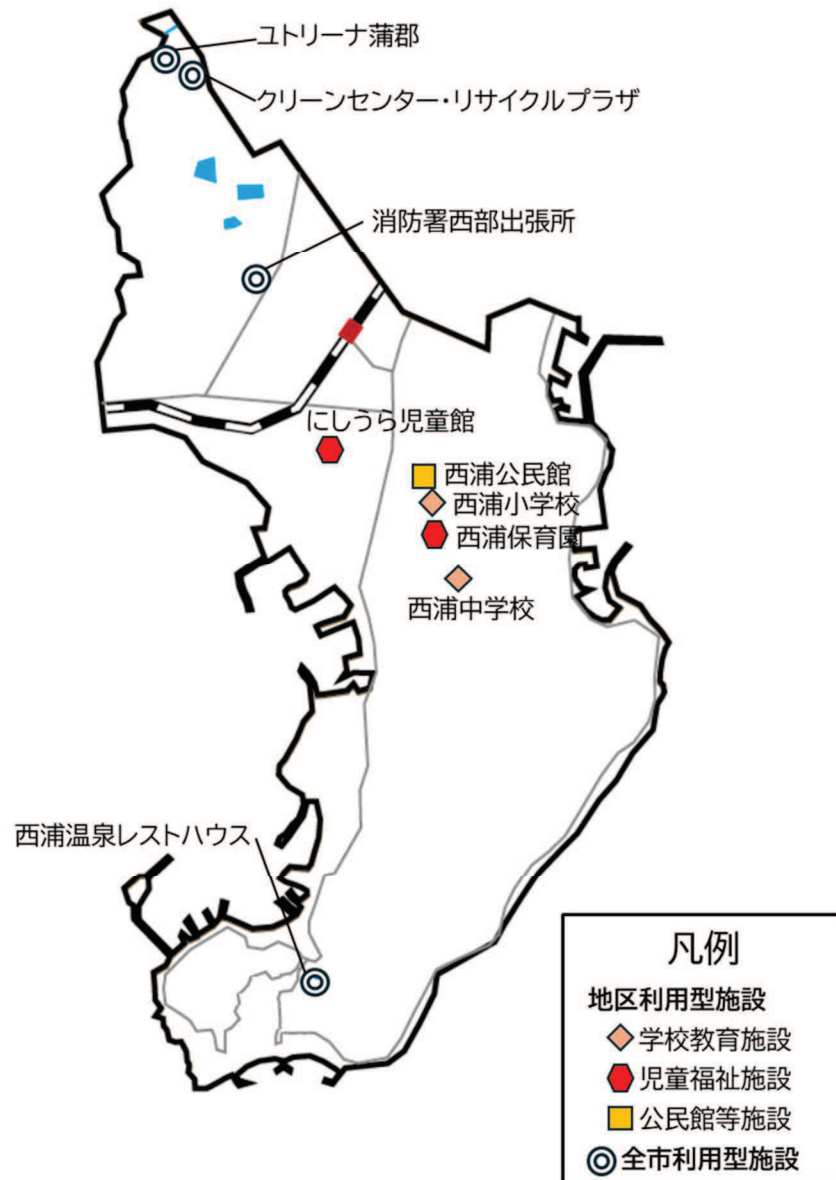 ユトリーナ蒲郡
クリーンセンター・リサイクルプラザ
消防署西部出張所
にしうら児童館
西浦公民館
西浦小学校
西浦保育園
西浦中学校
西浦温泉レストハウス
凡例
地区利用型施設
学校教育施設
児童福祉施設
公民館等施設
全市利用型施設